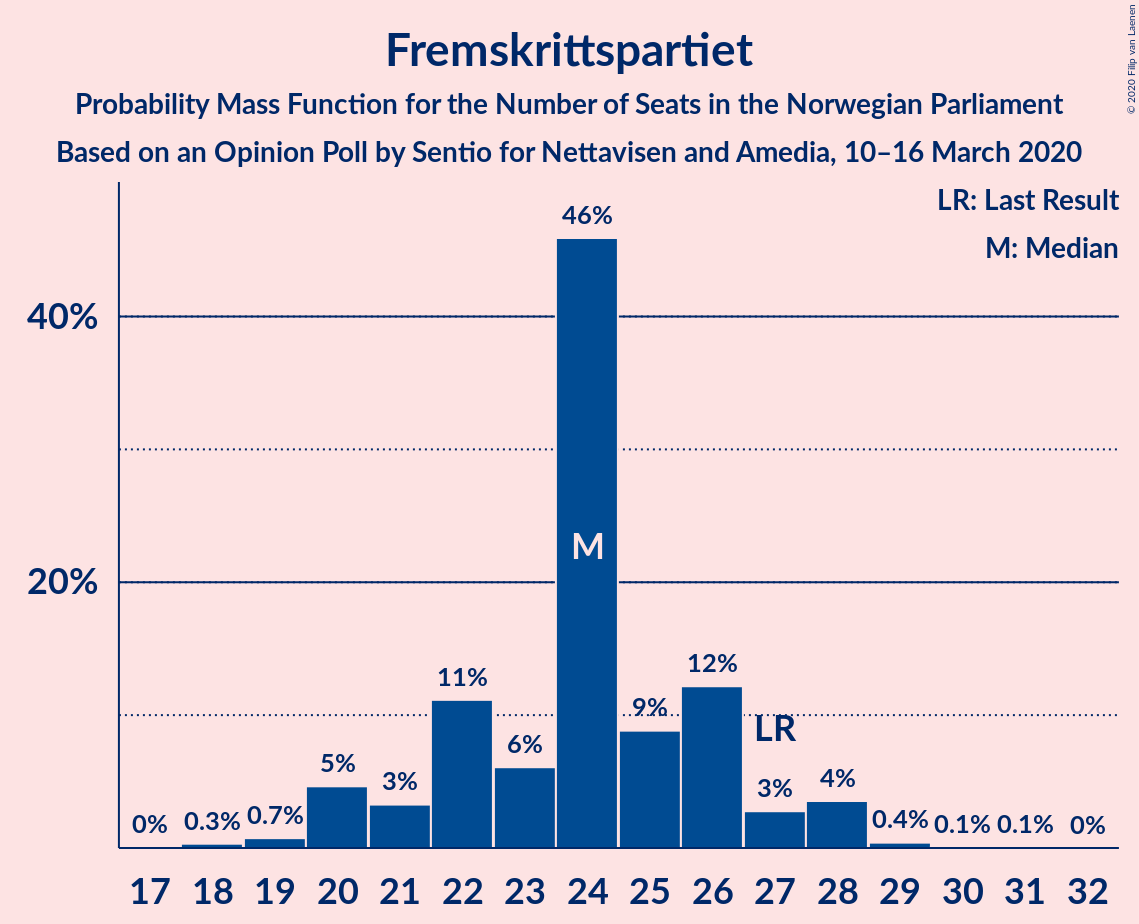 Fremskrittspartiet
Probability Mass Function for the Number of Seats in the Norwegian Parliament
Based on an Opinion Poll by Sentio for Nettavisen and Amedia, 10–16 March 2020
© 2020 Filip van Laenen
LR: Last Result
M: Median
46%
40%
M
20%
12%
11%
9%
LR
6%
5%
3%
3%
4%
0% 0.3% 0.7% 0.4% 0.1% 0.1% 0%
17 18 19 20 21 22 23 24 25 26 27 28 29 30 31 32